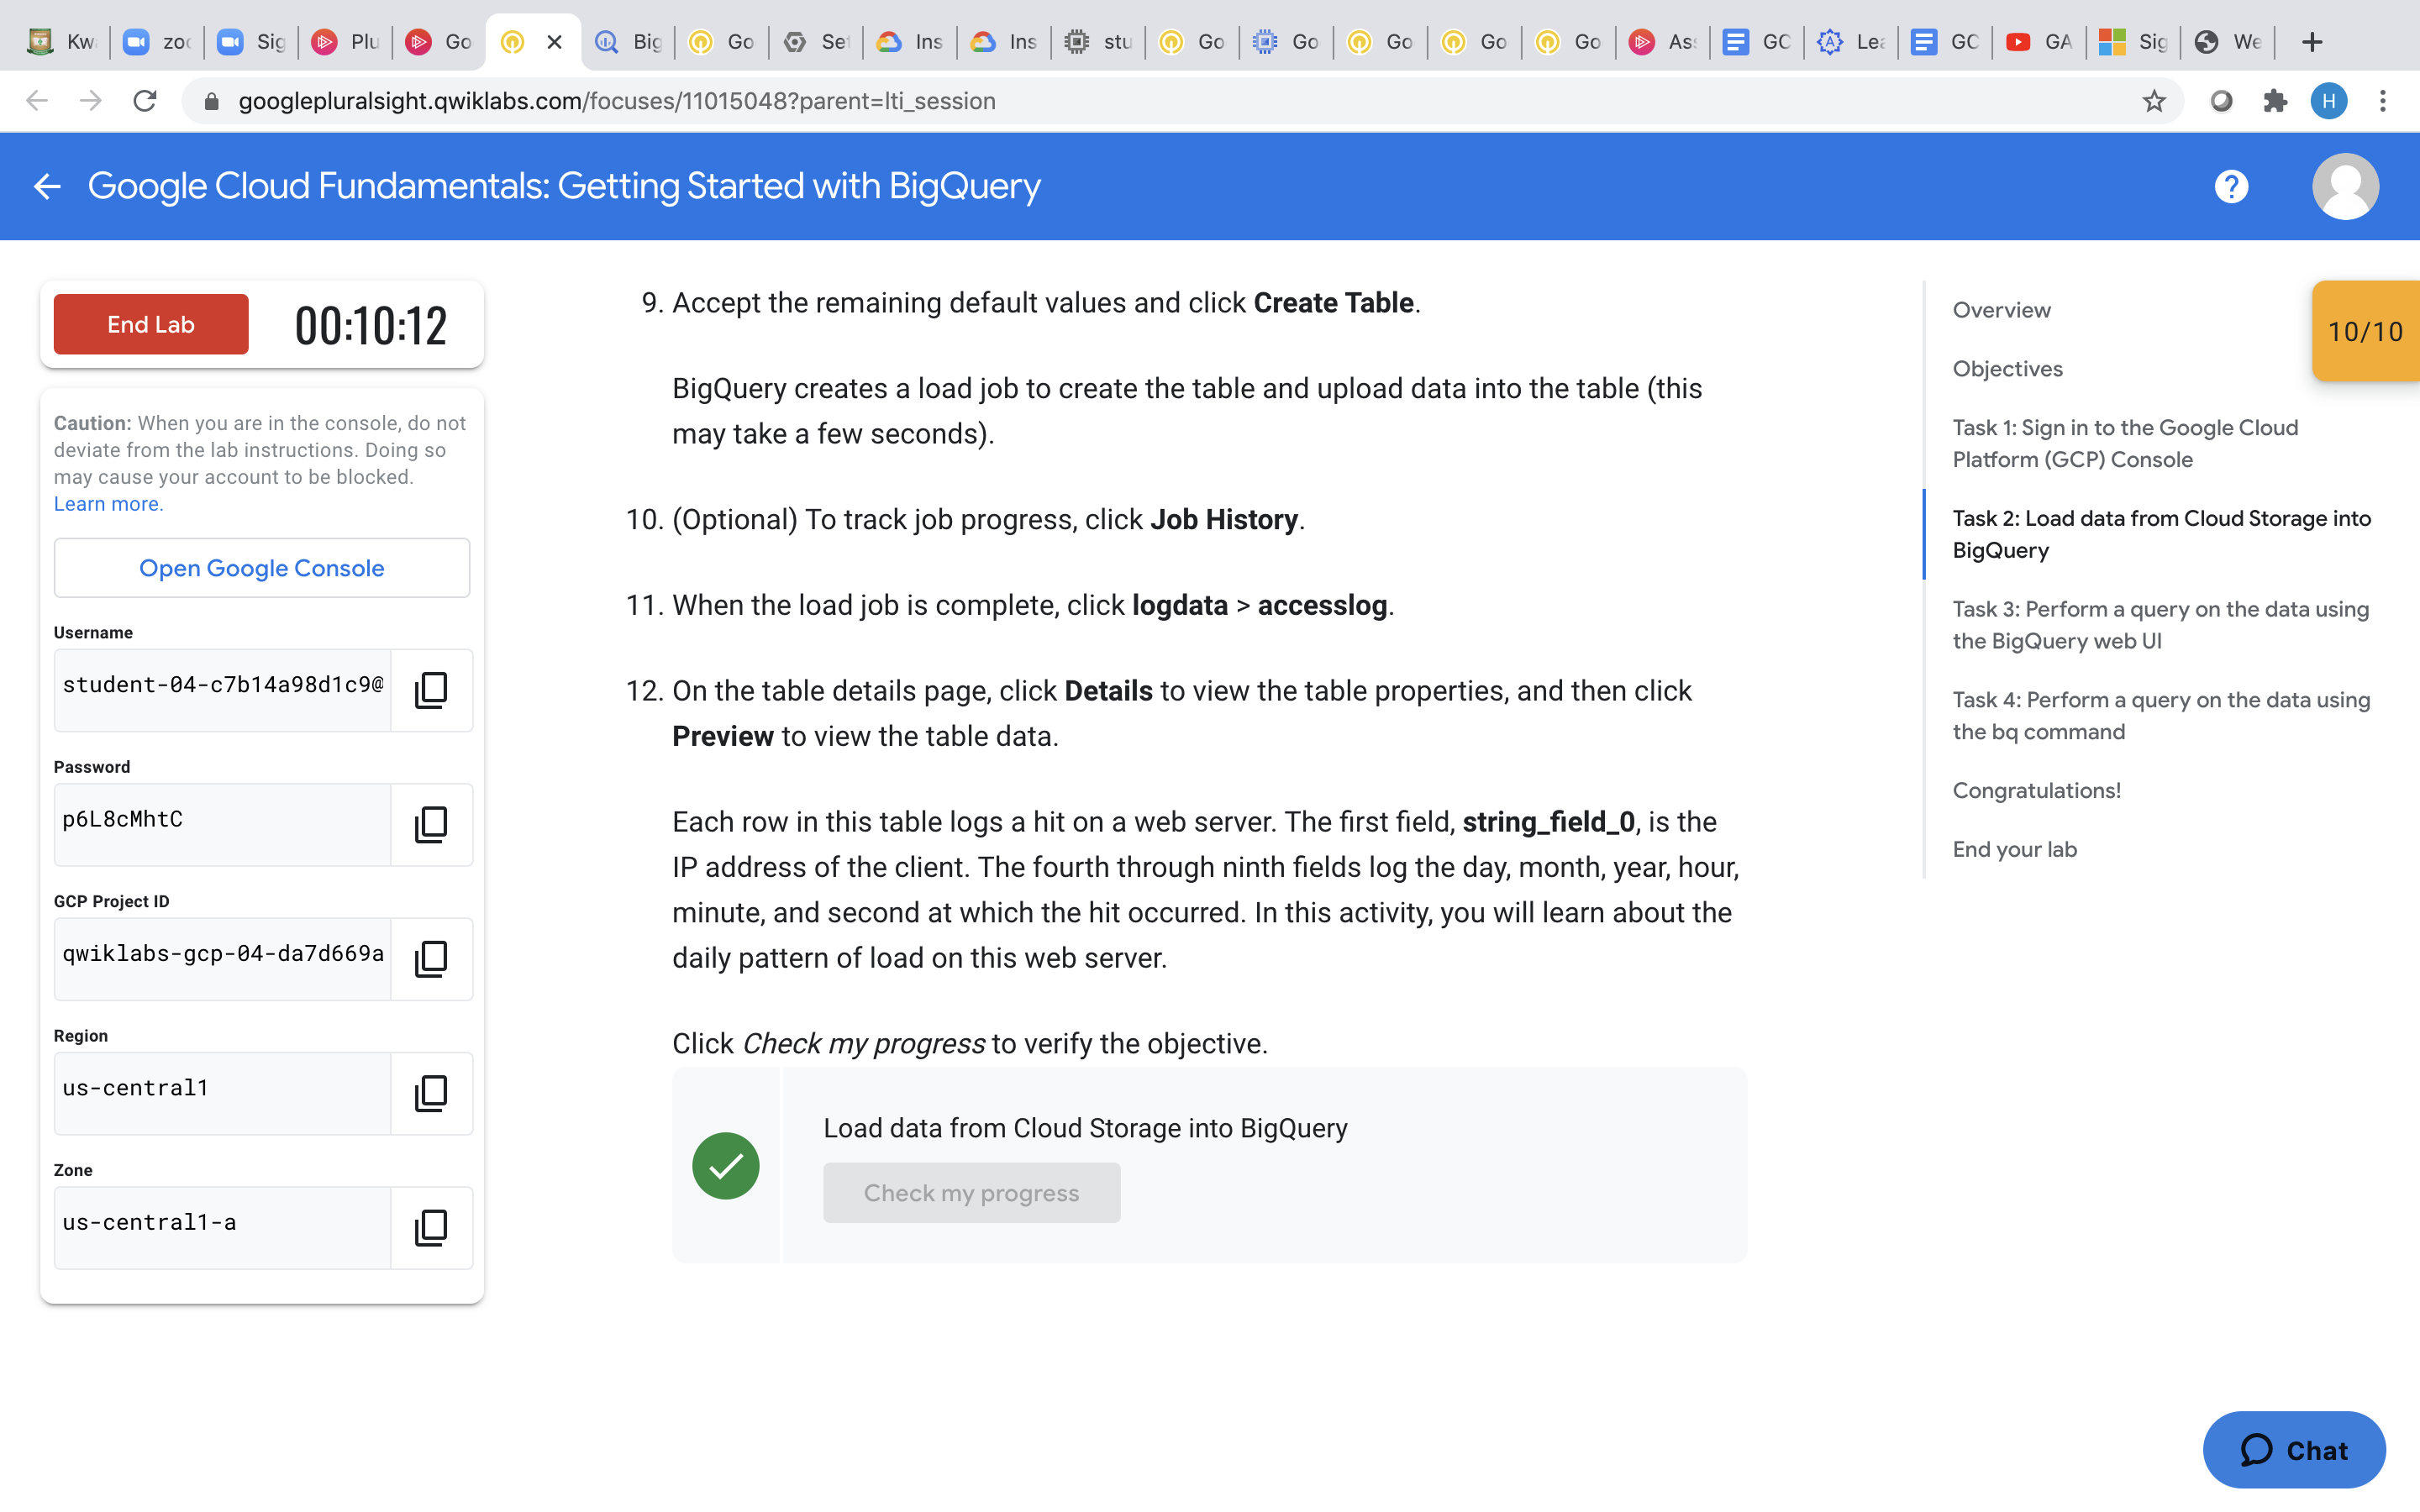 Kw
zoo
Sig
Plu
Go
Big
Go
Set
Ins
Ins
stu
Go
Go
Go
Go
Go
Ass
GC
Lea
GC
GA
Sig
We
googlepluralsight.qwiklabs.com/focuses/11015048?parent=lti_session
H
Google Cloud Fundamentals: Getting Started with BigQuery
?
End Lab
00:10:12
Caution: When you are in the console, do not
deviate from the lab instructions. Doing so
may cause your account to be blocked.
Learn more.
Open Google Console
Username
student-04-c7b14a98d1c9@
Password
p6L8cMhtC
GCP Project ID
qwiklabs-gcp-04-da7d669a
Region
us-central1
Zone
us-central1-a
9. Accept the remaining default values and click Create Table.
BigQuery creates a load job to create the table and upload data into the table (this
may take a few seconds).
10. (Optional) To track job progress, click Job History.
11. When the load job is complete, click logdata > accesslog.
12. On the table details page, click Details to view the table properties, and then click
Preview to view the table data.
Each row in this table logs a hit on a web server. The first field, string_field_0, is the
IP address of the client. The fourth through ninth fields log the day, month, year, hour,
minute, and second at which the hit occurred. In this activity, you will learn about the
daily pattern of load on this web server.
Click Check my progress to verify the objective.
Load data from Cloud Storage into BigQuery
Check my progress
Overview
Objectives
Task 1: Sign in to the Google Cloud
Platform (GCP) Console
Task 2: Load data from Cloud Storage into
BigQuery
Task 3: Perform a query on the data using
the BigQuery web UI
Task 4: Perform a query on the data using
the bq command
Congratulations!
End your lab
10/10
Chat